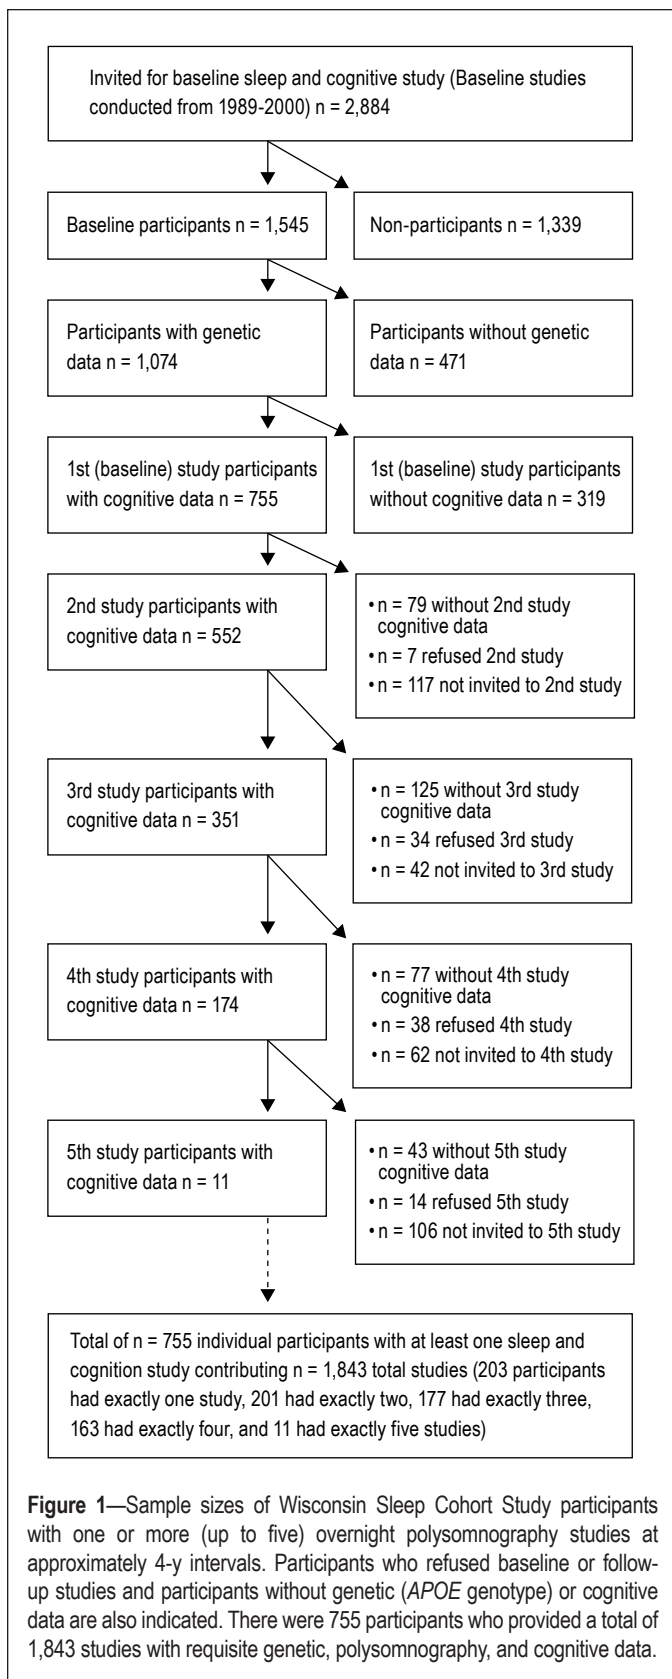 Invited for baseline sleep and cognitive study (Baseline studies
conducted from 1989-2000) n = 2,884
Baseline participants n = 1,545
Non-participants n = 1,339
Participants with genetic
data n = 1,074
Participants without genetic
data n = 471
1st (baseline) study participants
with cognitive data n = 755
1st (baseline) study participants
without cognitive data n = 319
2nd study participants with
cognitive data n = 552
• n = 79 without 2nd study
cognitive data
• n = 7 refused 2nd study
• n = 117 not invited to 2nd study
3rd study participants with
cognitive data n = 351
• n = 125 without 3rd study
cognitive data
• n = 34 refused 3rd study
• n = 42 not invited to 3rd study
4th study participants with
cognitive data n = 174
• n = 77 without 4th study
cognitive data
• n = 38 refused 4th study
• n = 62 not invited to 4th study
5th study participants with
cognitive data n = 11
• n = 43 without 5th study
cognitive data
• n = 14 refused 5th study
• n = 106 not invited to 5th study
Total of n = 755 individual participants with at least one sleep and
cognition study contributing n = 1,843 total studies (203 participants
had exactly one study, 201 had exactly two, 177 had exactly three,
163 had exactly four, and 11 had exactly five studies)
Figure 1—Sample sizes of Wisconsin Sleep Cohort Study participants
with one or more (up to five) overnight polysomnography studies at
approximately 4-y intervals. Participants who refused baseline or follow-
up studies and participants without genetic (APOE genotype) or cognitive
data are also indicated. There were 755 participants who provided a total of
1,843 studies with requisite genetic, polysomnography, and cognitive data.